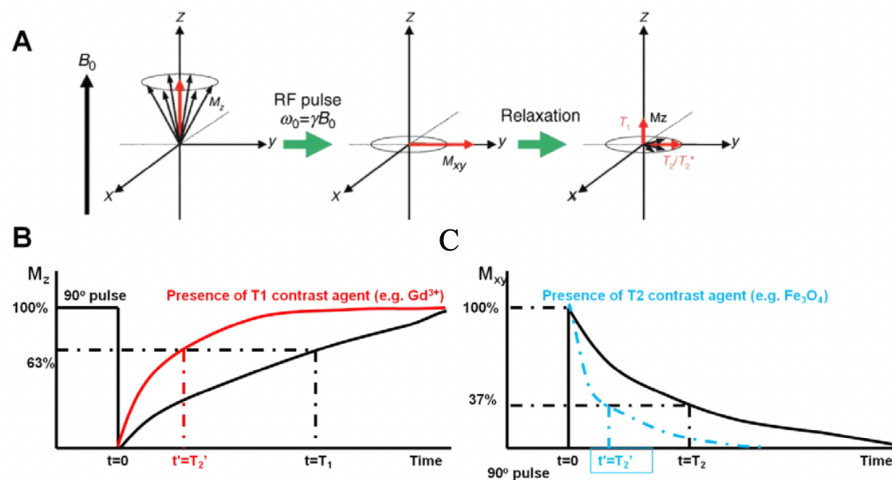 A
B₀
z
Mz
y
x
RF pulse
ω₀=γB₀
z
y
Mxy
x
Relaxation
z
T₁
Mz
y
T₂/T₂*
x
B
Mz
100%
90º pulse
Presence of T1 contrast agent (e.g. Gd³⁺)
63%
t=0
t'=T₂'
t=T₁
Time
C
Mxy
100%
Presence of T2 contrast agent (e.g. Fe₃O₄)
37%
90º pulse
t=0
t'=T₂'
t=T₂
Time